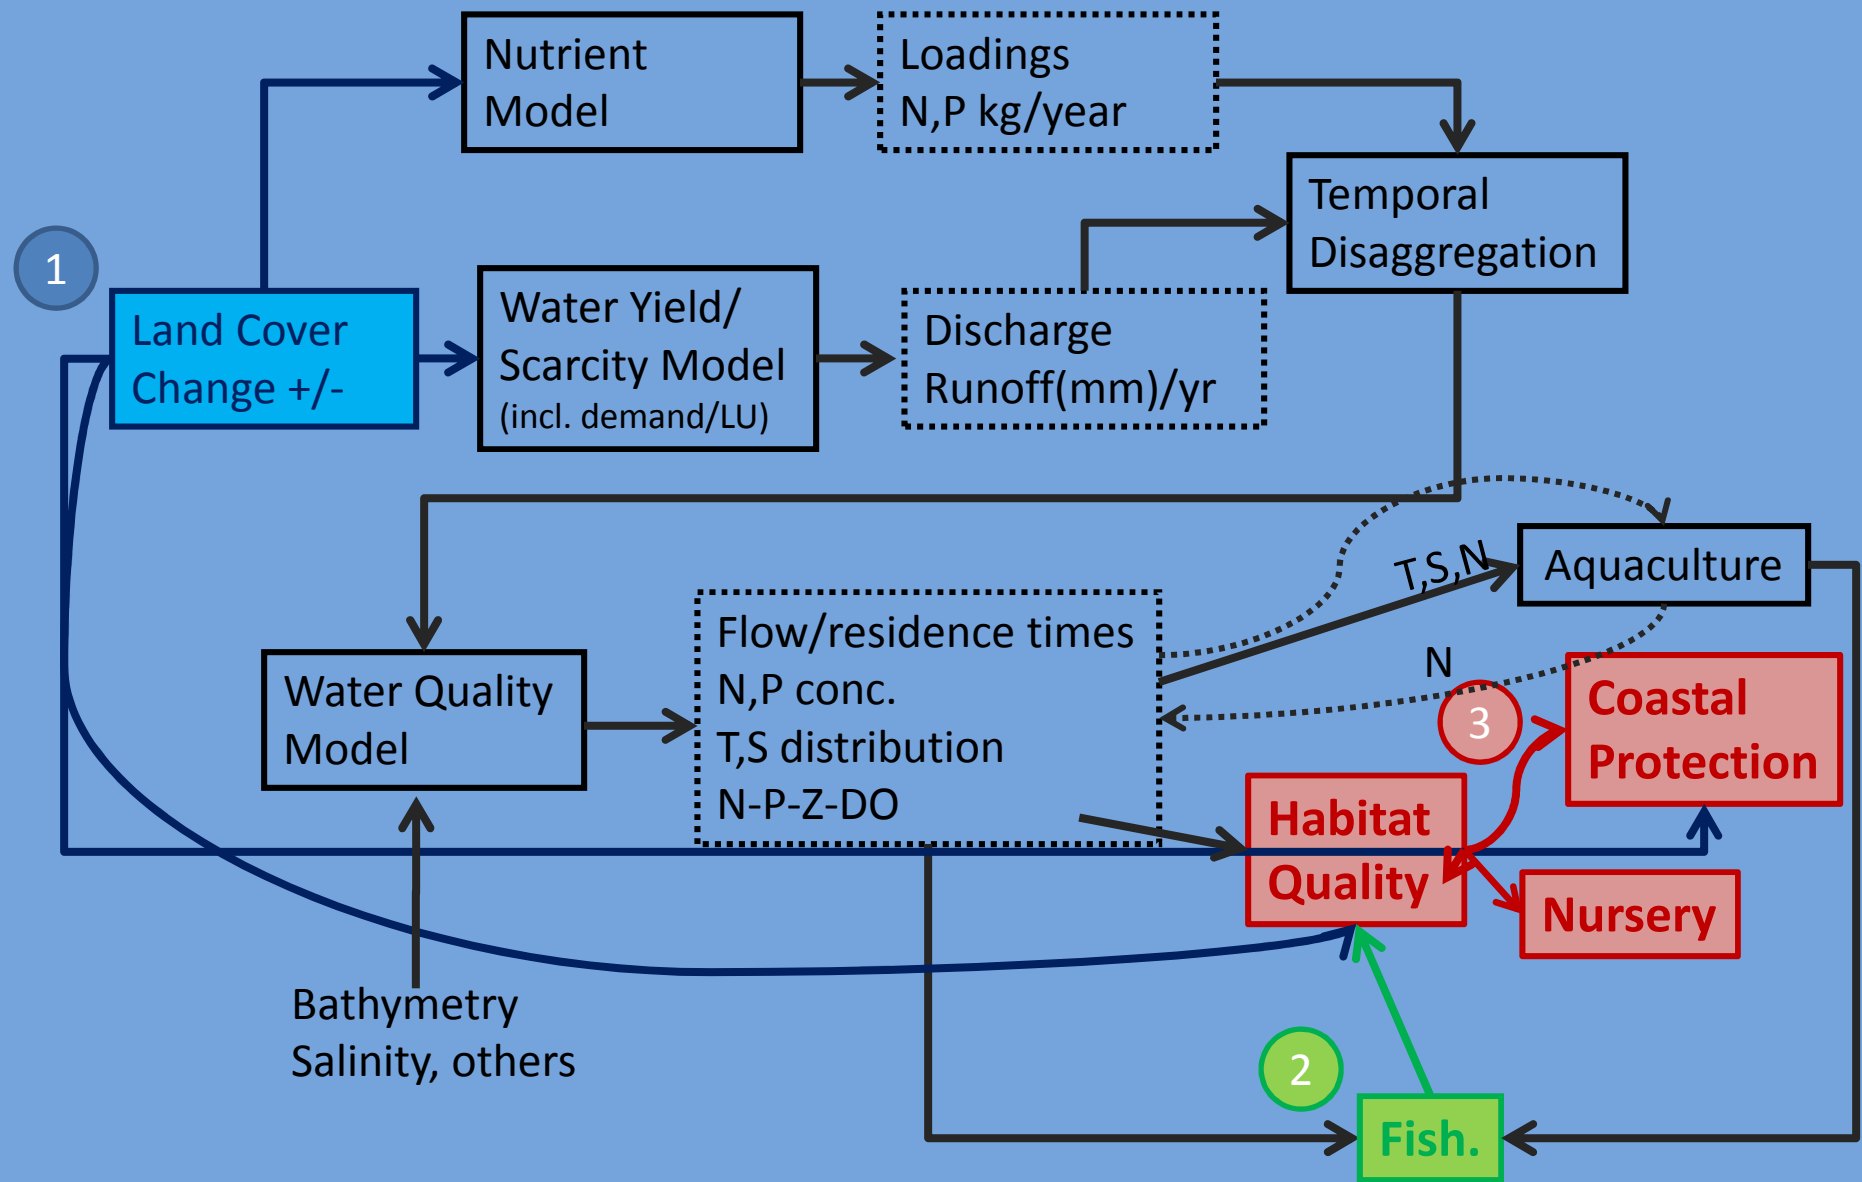 Nutrient
Model
Loadings
N,P kg/year
Temporal
Disaggregation
1
Land Cover
Change +/-
Water Yield/
Scarcity Model
(incl. demand/LU)
Discharge
Runoff(mm)/yr
T,S,N
Aquaculture
Water Quality
Model
Flow/residence times
N,P conc.
T,S distribution
N-P-Z-DO
N
3
Coastal
Protection
Habitat
Quality
Nursery
Bathymetry
Salinity, others
2
Fish.